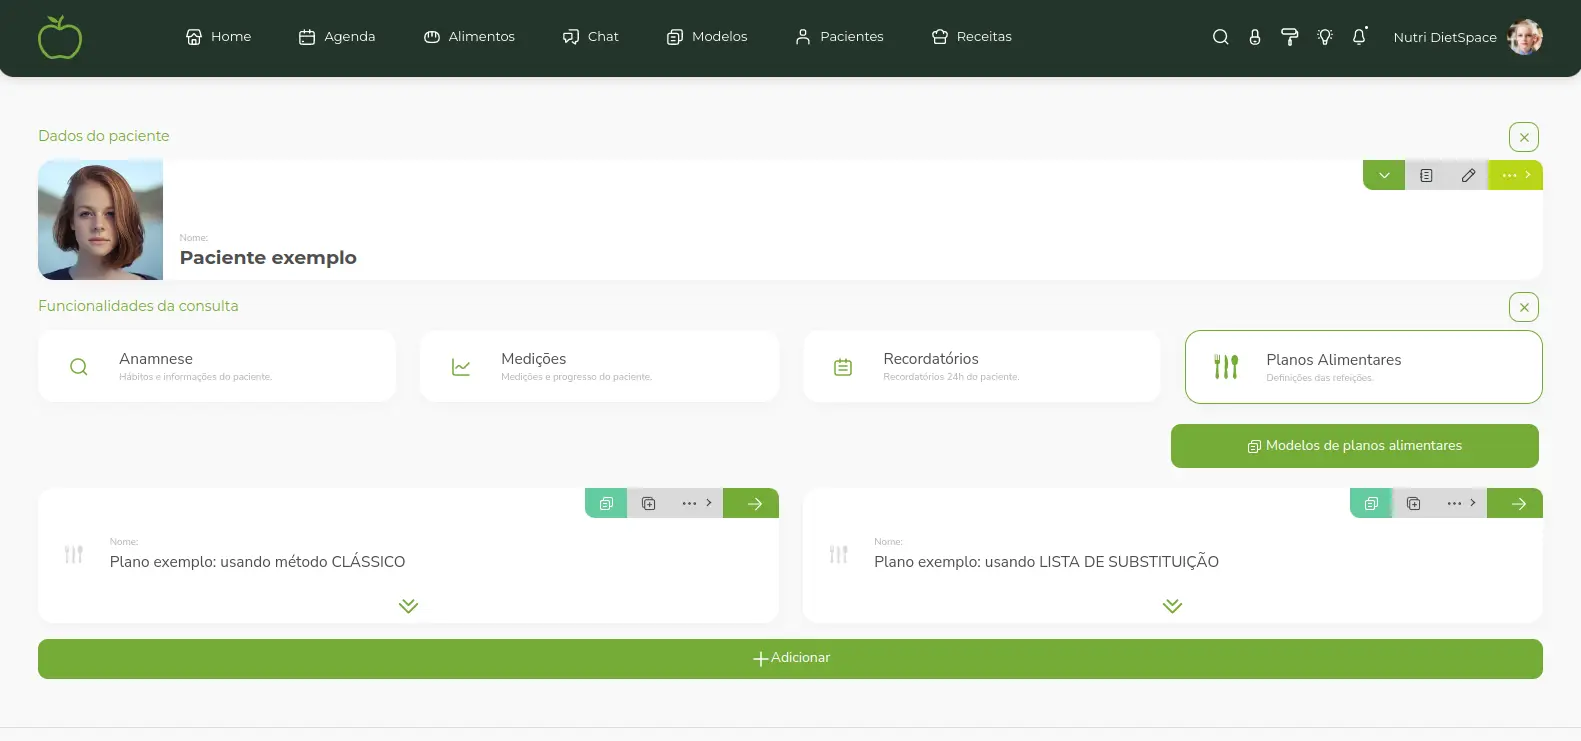 Home
Agenda
Alimentos
Chat
Modelos
Pacientes
Receitas
Nutri DietSpace
Dados do paciente
Nome:
Paciente exemplo
Funcionalidades da consulta
Anamnese
Hábitos e informações do paciente.
Medições
Medições e progresso do paciente.
Recordatórios
Recordatórios 24h do paciente.
Planos Alimentares
Definições das refeições.
Modelos de planos alimentares
Nome:
Plano exemplo: usando método CLÁSSICO
Nome:
Plano exemplo: usando LISTA DE SUBSTITUIÇÃO
Adicionar